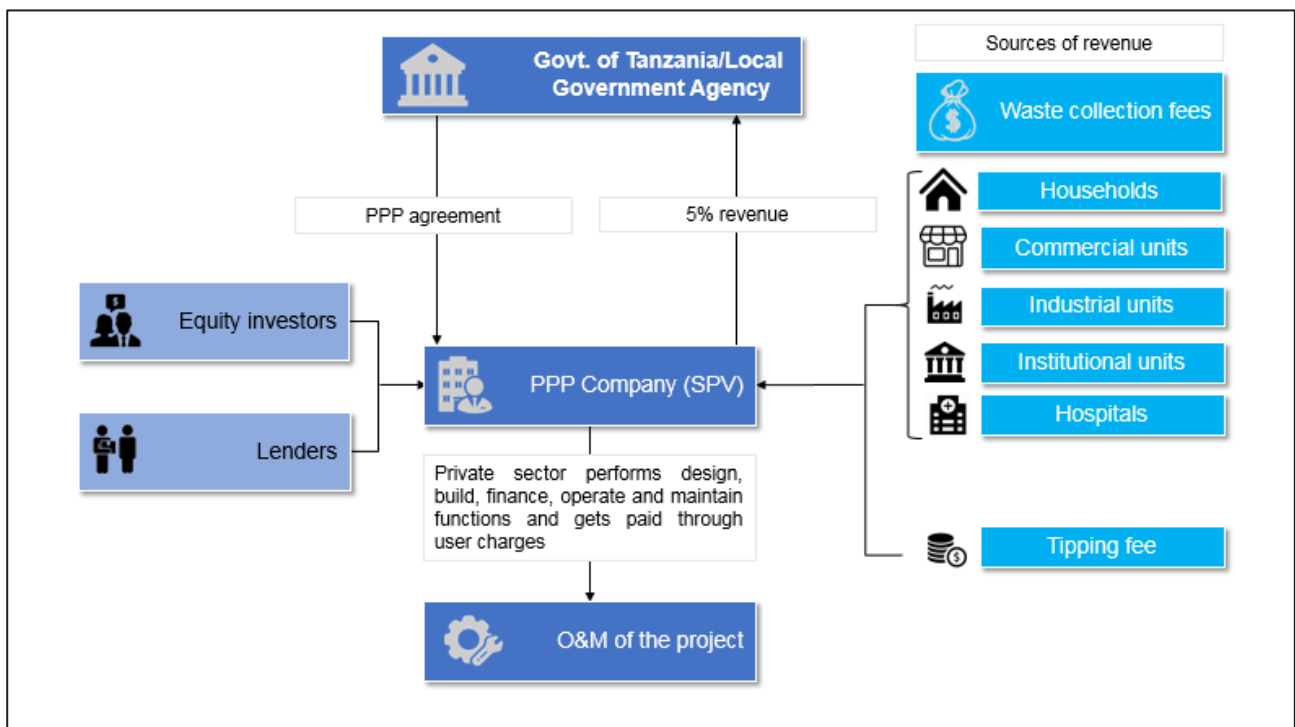 Govt. of Tanzania/Local
Government Agency
Sources of revenue
Waste collection fees
Households
Commercial units
Industrial units
Institutional units
Hospitals
Tipping fee
PPP agreement
5% revenue
Equity investors
Lenders
PPP Company (SPV)
Private sector performs design,
build, finance, operate and maintain
functions and gets paid through
user charges
O&M of the project